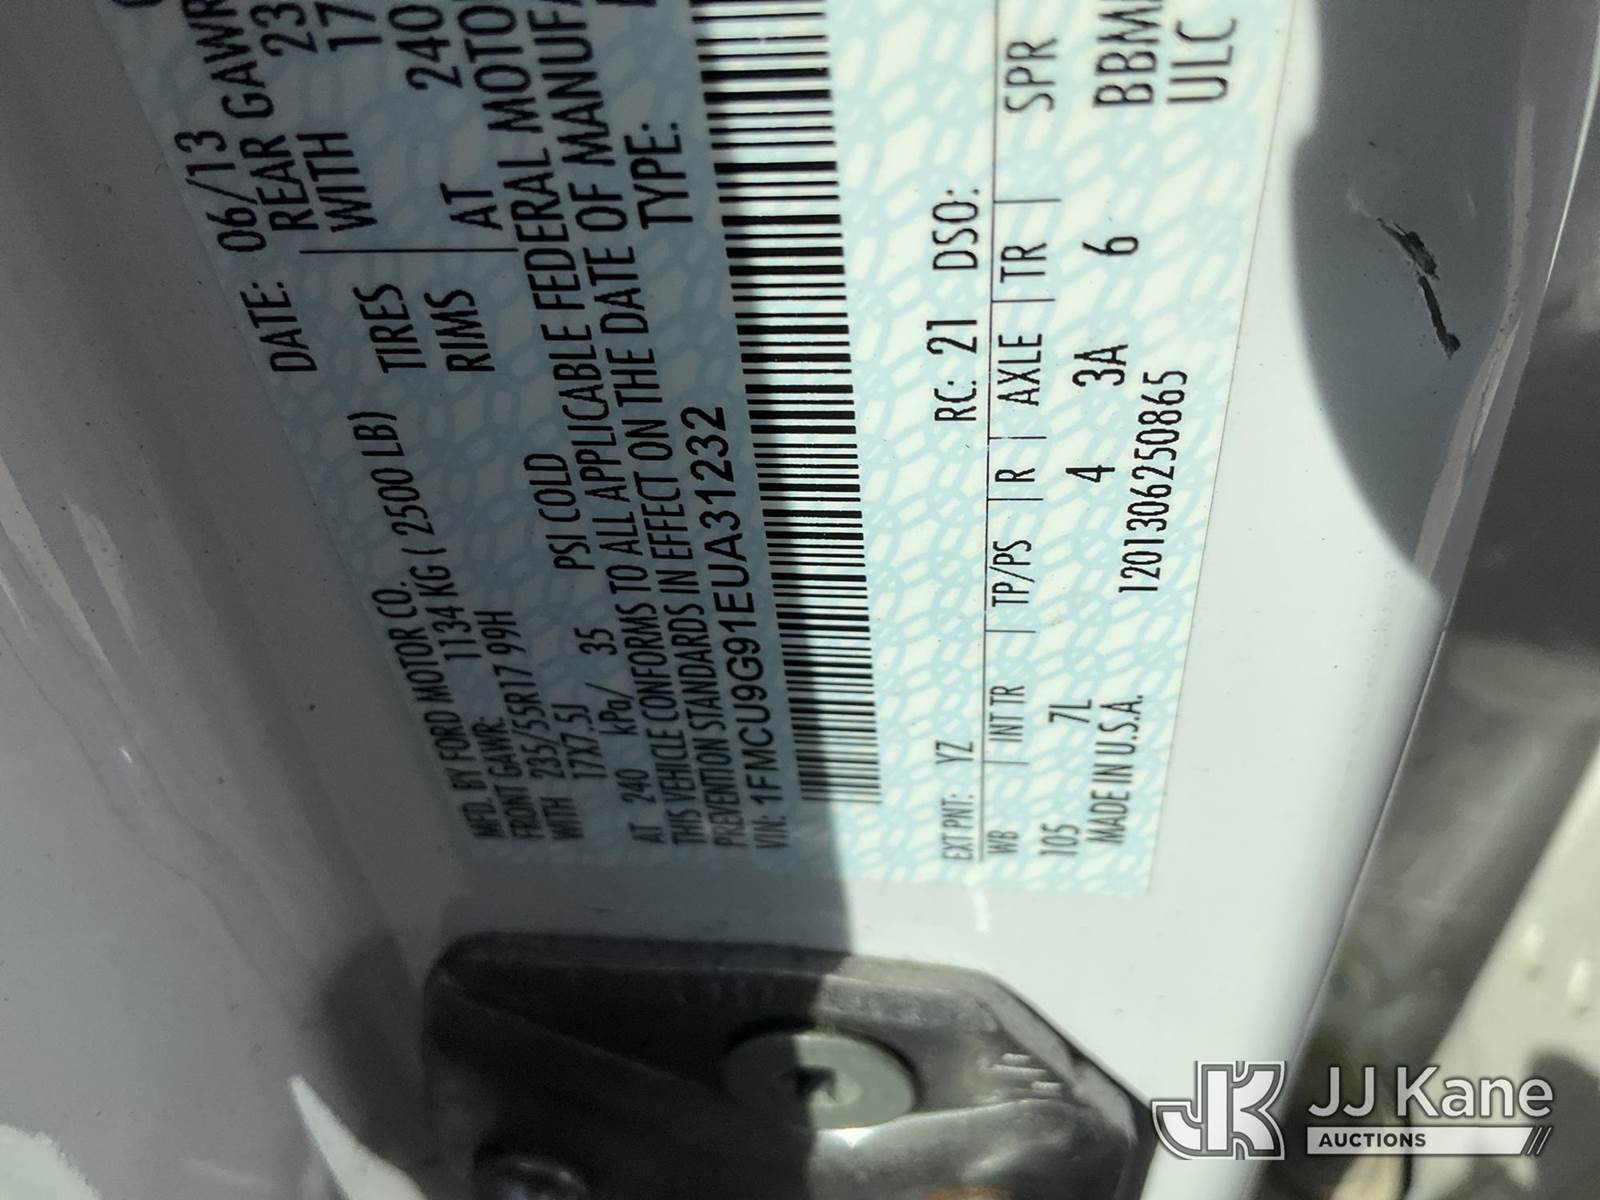 MFD. BY FORD MOTOR CO.
DATE: 06/13
FRONT GAWR: 1134 KG ( 2500 LB)
REAR GAWR
WITH 235/55R17 99H TIRES
WITH 17
17X7.5J RIMS
AT 240 kPa/ 35 PSI COLD
AT 240
THIS VEHICLE CONFORMS TO ALL APPLICABLE FEDERAL
PREVENTION STANDARDS IN EFFECT ON THE DATE OF
VIN: 1FMCU9G91EUA31232 TYPE:
EXT PNT: YZ RC: 21 DSO:
WB | INT TR | TP/PS | R | AXLE | TR | SPR
105 7L 4 3A 6
MADE IN U.S.A. 1201306250865
ULC
JJ Kane
AUCTIONS